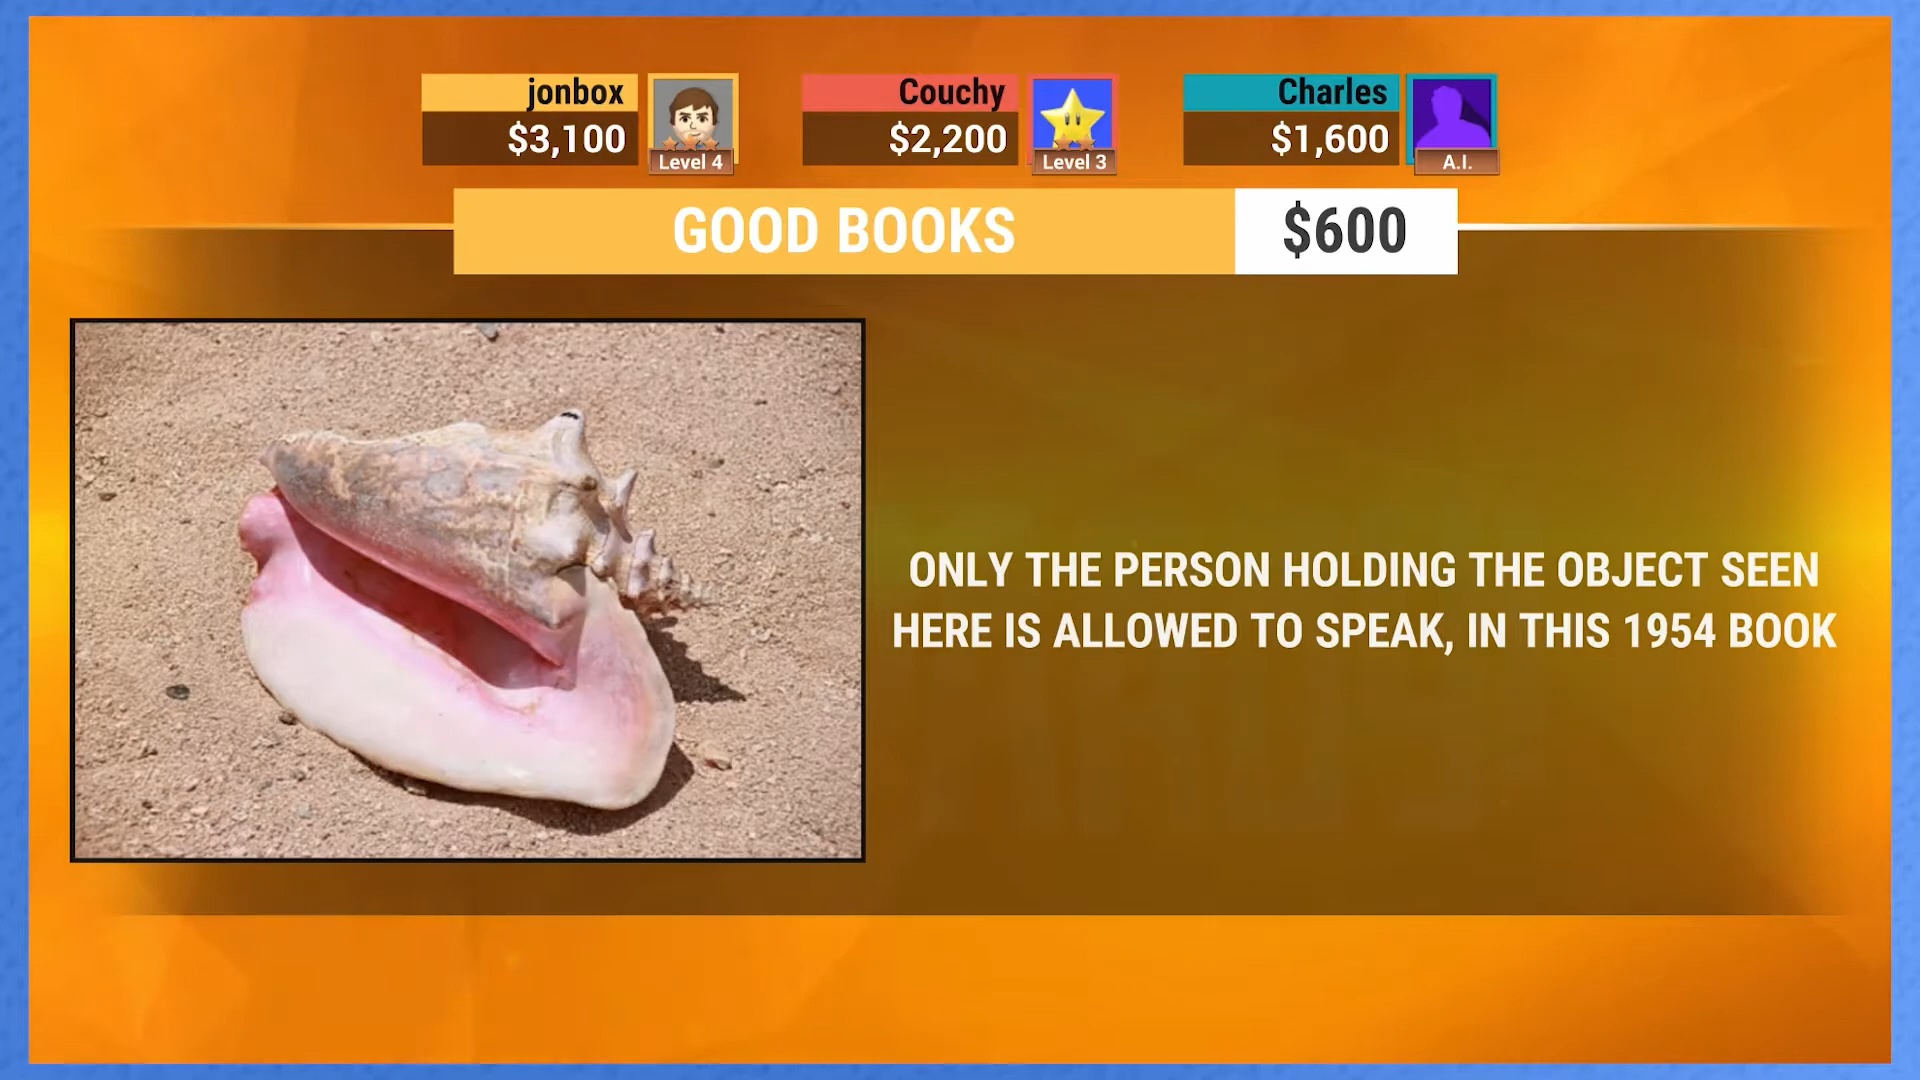 jonbox
$3,100
Level 4
Couchy
$2,200
Level 3
Charles
$1,600
A.I.
GOOD BOOKS
$600
ONLY THE PERSON HOLDING THE OBJECT SEEN
HERE IS ALLOWED TO SPEAK, IN THIS 1954 BOOK